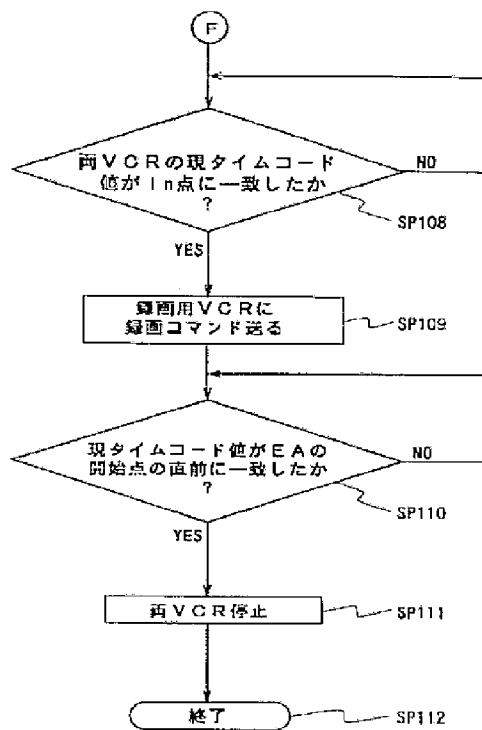 F
両VCRの現タイムコード
値がIn点に一致したか
?
NO
SP108
YES
録画用VCRに
録画コマンド送る
SP109
現タイムコード値がEAの
開始点の直前に一致したか
?
NO
SP110
YES
両VCR停止
SP111
終了
SP112